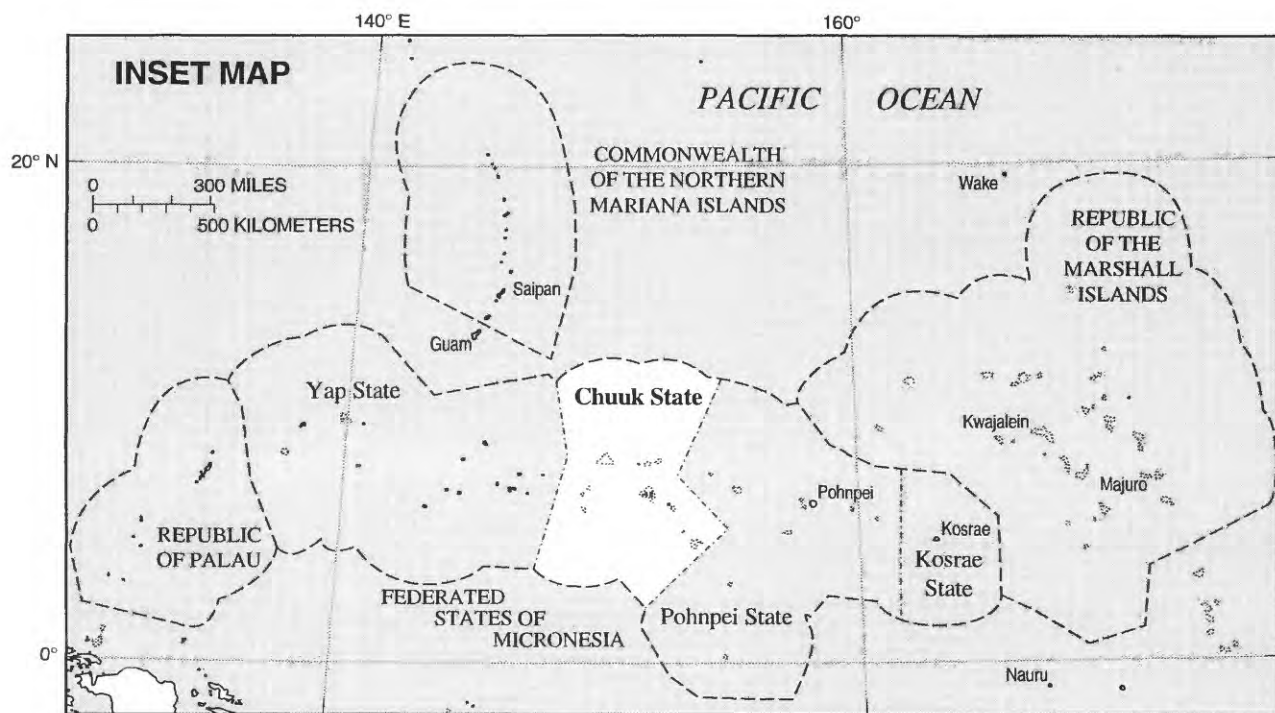 140° E
160°
INSET MAP
PACIFIC OCEAN
20° N
0 300 MILES
0 500 KILOMETERS
COMMONWEALTH
OF THE NORTHERN
MARIANA ISLANDS
Wake
REPUBLIC
OF THE
MARSHALL
ISLANDS
Saipan
Guam
Yap State
Chuuk State
Kwajalein
Majuro
Pohnpei
Kosrae
Kosrae
State
REPUBLIC
OF PALAU
FEDERATED
STATES OF
MICRONESIA
Pohnpei State
0°
Nauru